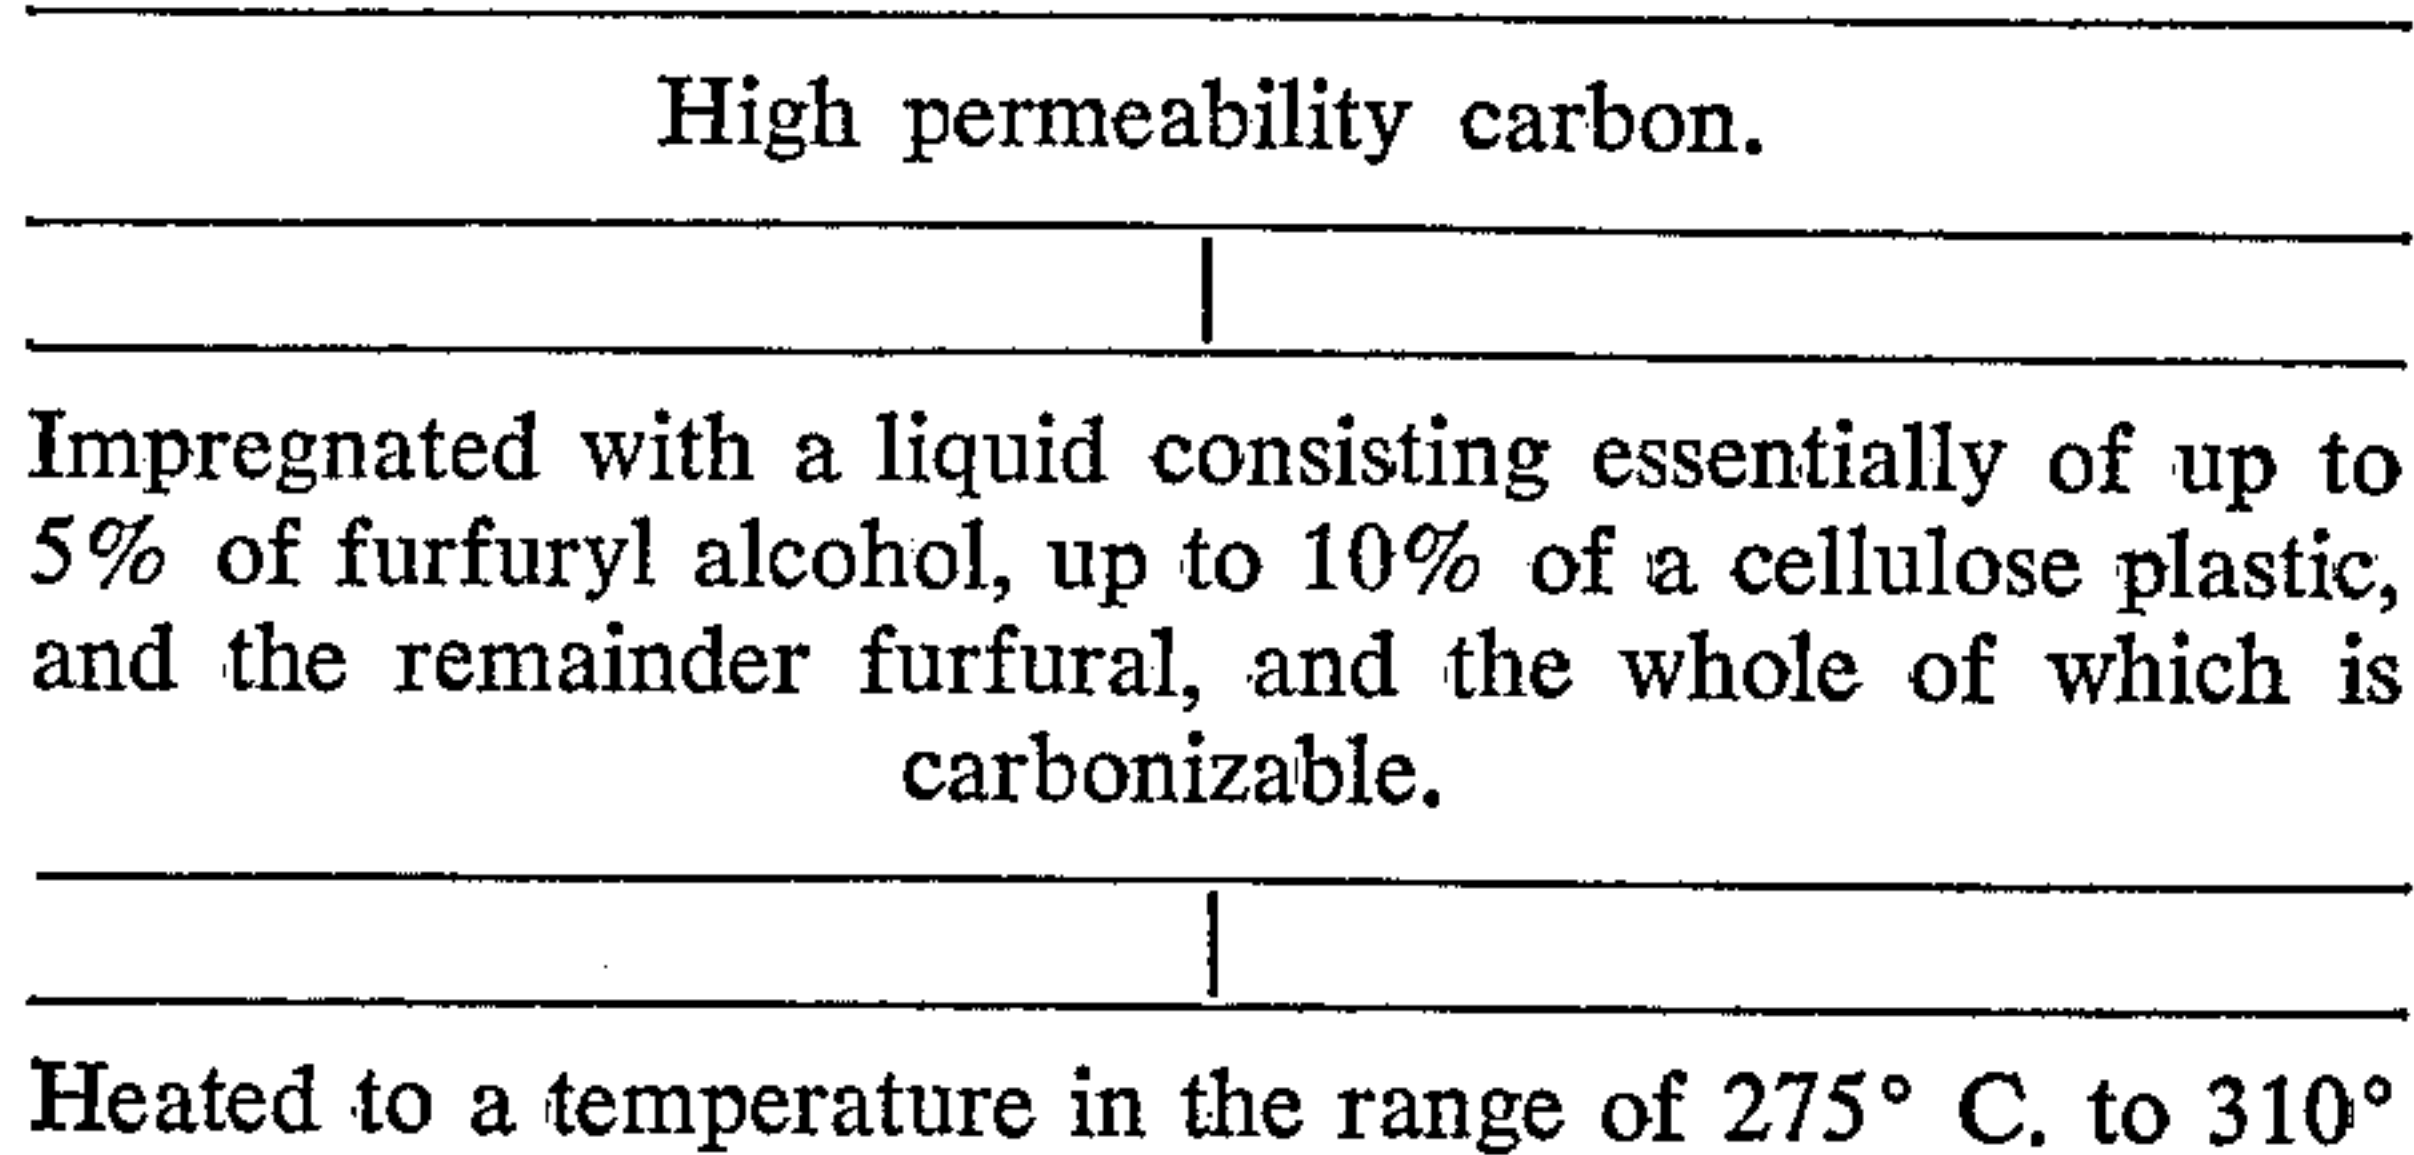 High permeability carbon.
Impregnated with a liquid consisting essentially of up to
5% of furfuryl alcohol, up to 10% of a cellulose plastic,
and the remainder furfural, and the whole of which is
carbonizable.
Heated to a temperature in the range of 275° C. to 310°